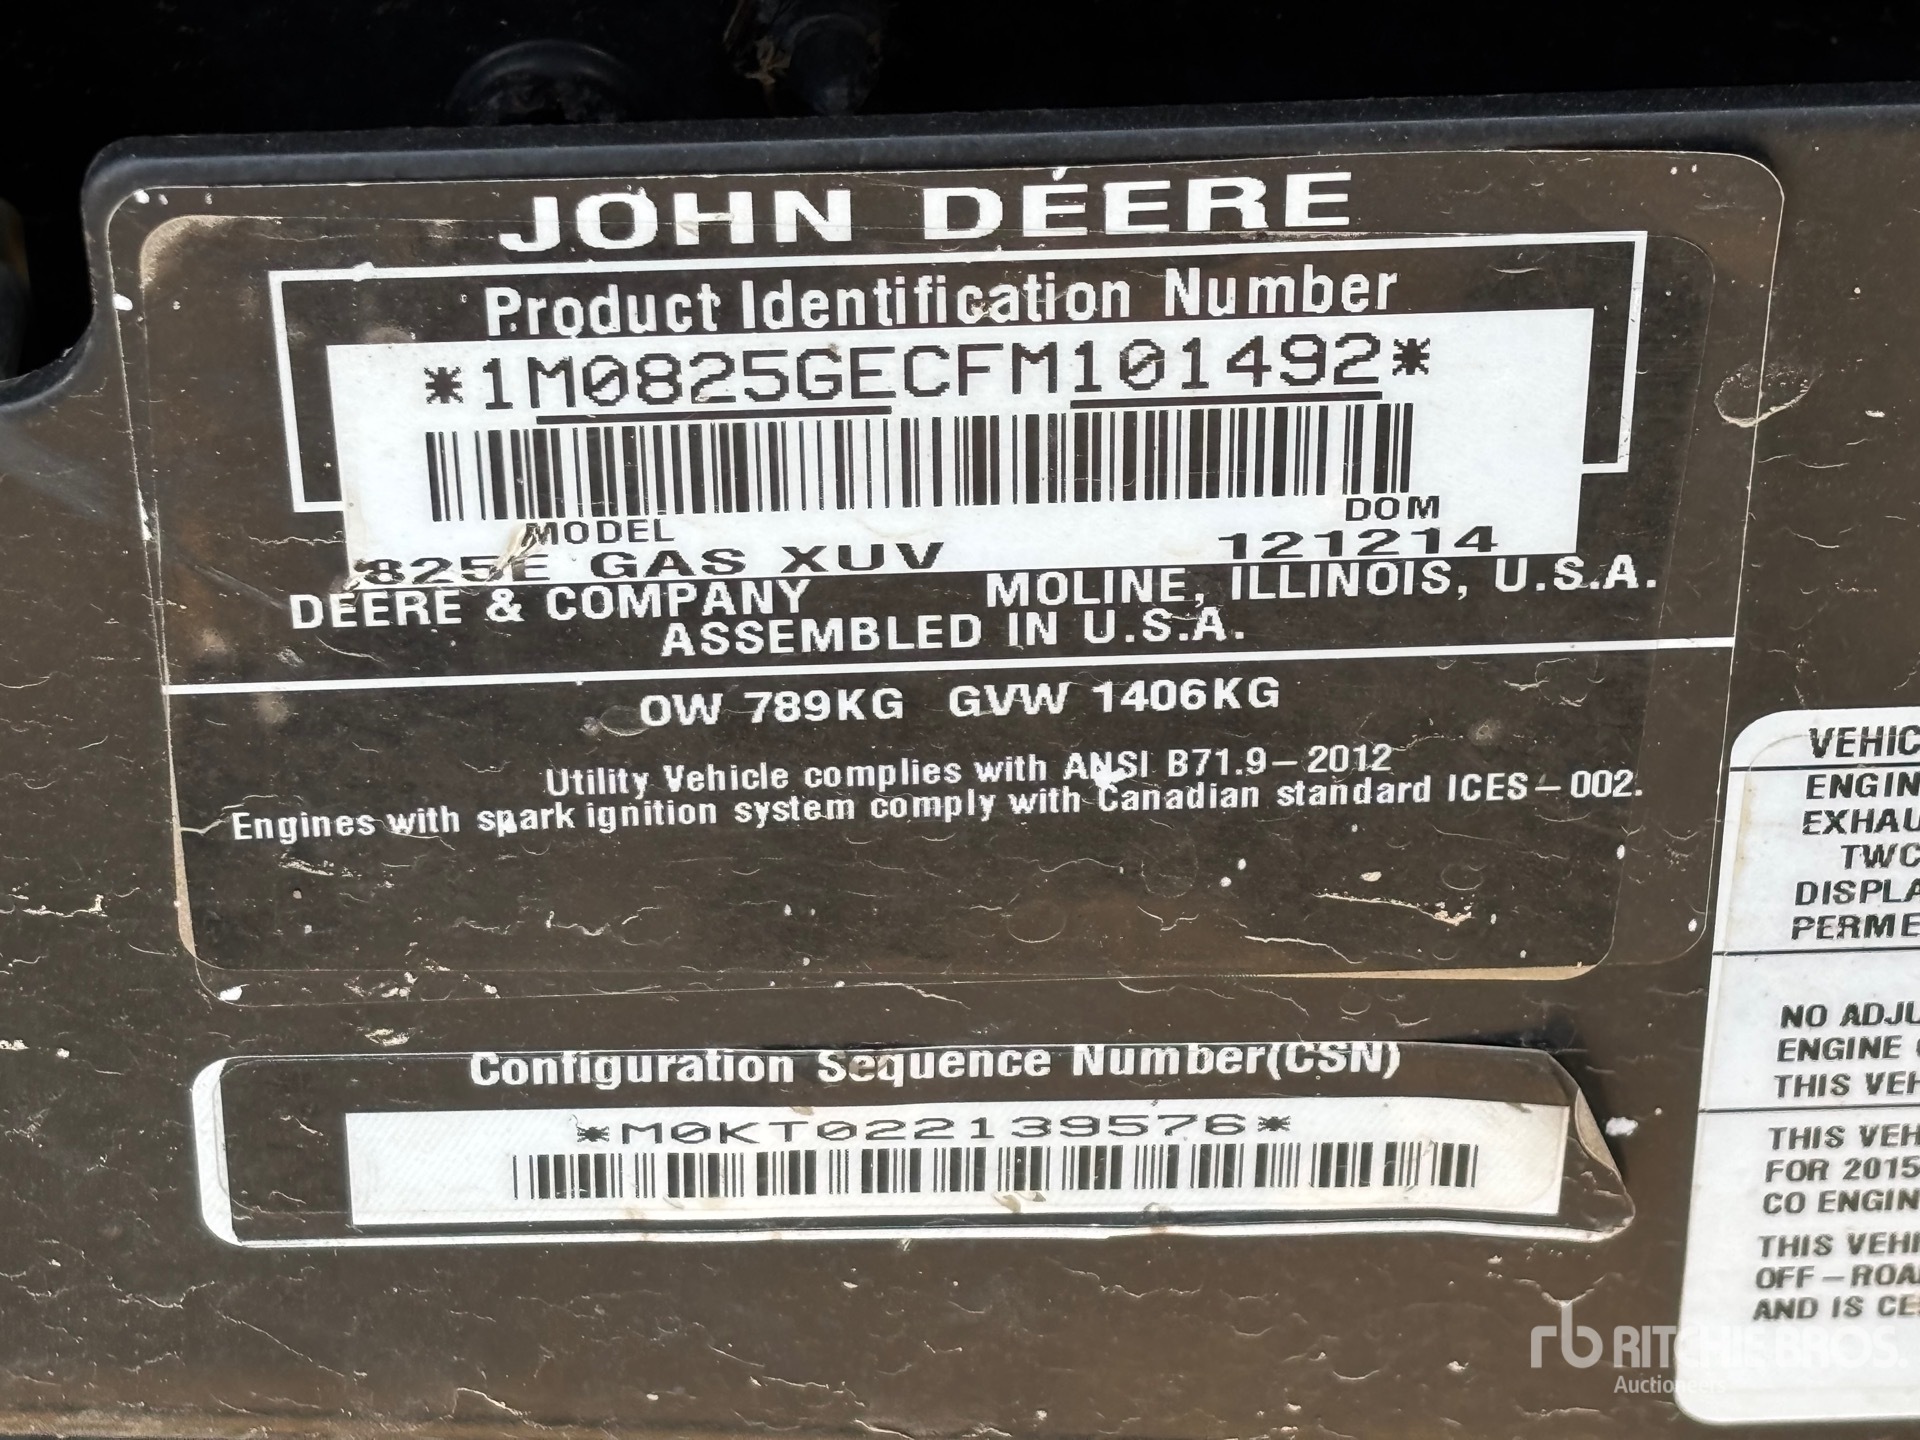 JOHN DEERE
Product Identification Number
*1M0825GECFM101492*
MODEL DOM
825E GAS XUV 121214
DEERE & COMPANY MOLINE, ILLINOIS, U.S.A.
ASSEMBLED IN U.S.A.
OW 789KG GVW 1406KG
Utility Vehicle complies with ANSI B71.9-2012
Engines with spark ignition system comply with Canadian standard ICES-002.
Configuration Sequence Number(CSN)
*M0KT022139576*
VEHIC
ENGIN
EXHAU
TWC
DISPLA
PERME
NO ADJU
ENGINE
THIS VEH
THIS VEH
FOR 2015
CO ENGIN
THIS VEHI
OFF-ROA
AND IS CE
rb RITCHIE BROS.
Auctioneers